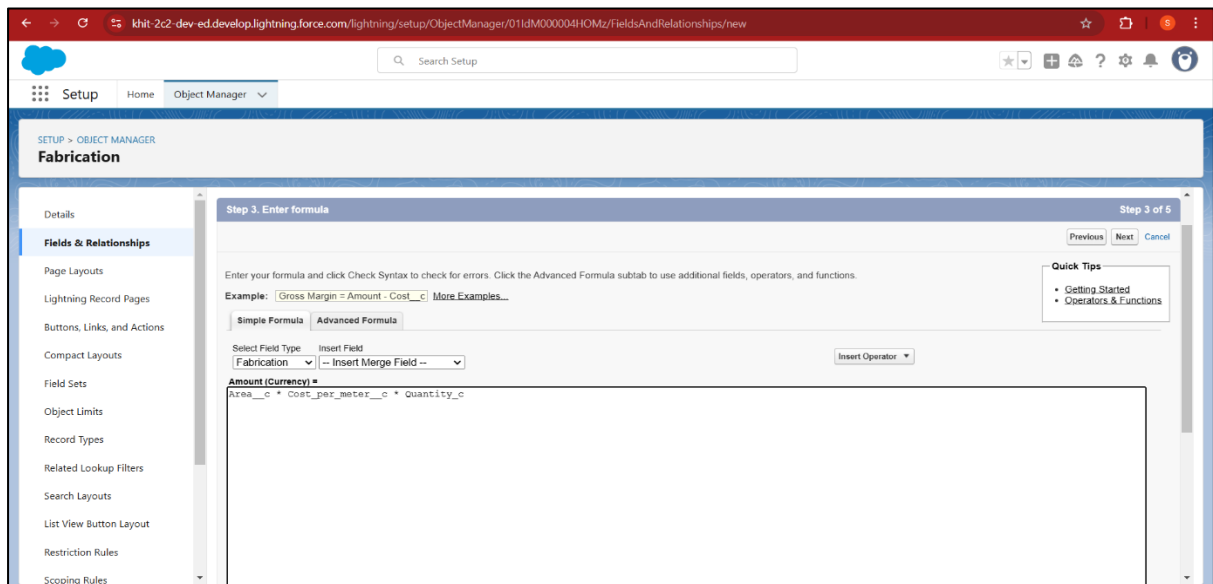 khit-2c2-dev-ed.develop.lightning.force.com/lightning/setup/ObjectManager/01IdM000004HOMz/FieldsAndRelationships/new
S
Search Setup
Setup Home Object Manager
SETUP > OBJECT MANAGER
Fabrication
Details
Fields & Relationships
Page Layouts
Lightning Record Pages
Buttons, Links, and Actions
Compact Layouts
Field Sets
Object Limits
Record Types
Related Lookup Filters
Search Layouts
List View Button Layout
Restriction Rules
Scoping Rules
Step 3. Enter formula Step 3 of 5
Previous Next Cancel
Enter your formula and click Check Syntax to check for errors. Click the Advanced Formula subtab to use additional fields, operators, and functions.
Example: Gross Margin = Amount - Cost__c More Examples...
Quick Tips
• Getting Started
• Operators & Functions
Simple Formula Advanced Formula
Select Field Type Insert Field
Fabrication -- Insert Merge Field -- Insert Operator
Amount (Currency) =
Area__c * Cost_per_meter__c * Quantity_c